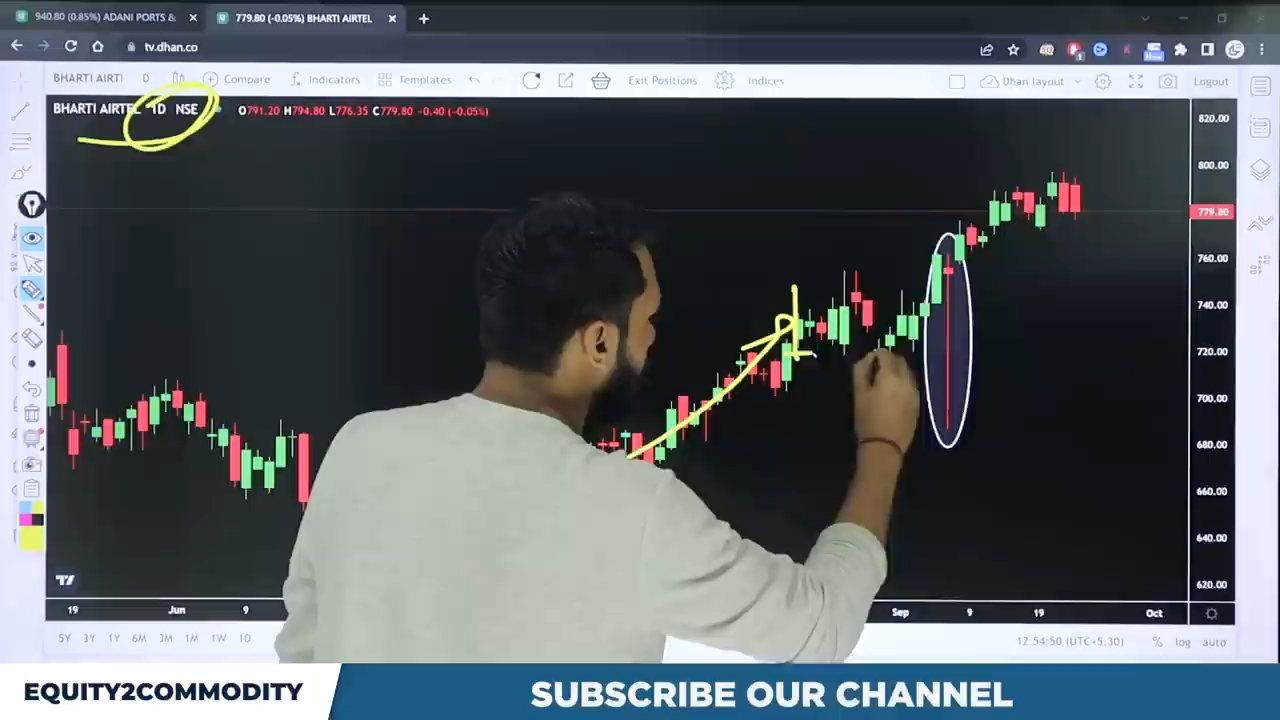 940.80 (0.85%) ADANI PORTS &
779.80 (-0.05%) BHARTI AIRTEL
tv.dhan.co
New
BHARTI AIRTI
D
Compare
Indicators
Templates
Exit Positions
Indices
Dhan layout
Logout
BHARTI AIRTEL 1D NSE
O791.20 H794.80 L776.35 C779.80 -0.40 (-0.05%)
820.00
800.00
779.80
760.00
740.00
720.00
700.00
680.00
660.00
640.00
620.00
19
Jun
9
Sep
9
19
Oct
5Y 3Y 1Y 6M 3M 1M 1W 1D
12:54:50 (UTC+5:30)
% log auto
EQUITY2COMMODITY
SUBSCRIBE OUR CHANNEL